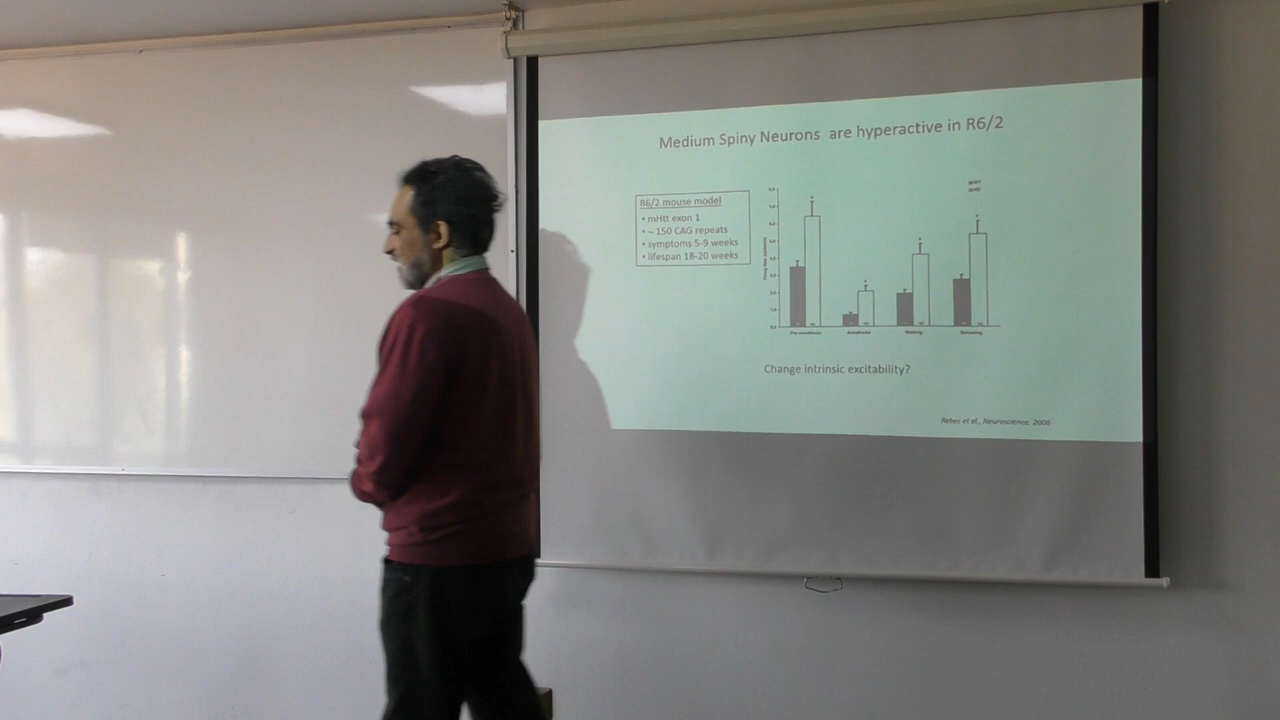 Medium Spiny Neurons are hyperactive in R6/2
R6/2 mouse model
• mHtt exon 1
• ~ 150 CAG repeats
• symptoms 5-9 weeks
• lifespan 18-20 weeks
Change intrinsic excitability?
Rebec et al., Neuroscience, 2006